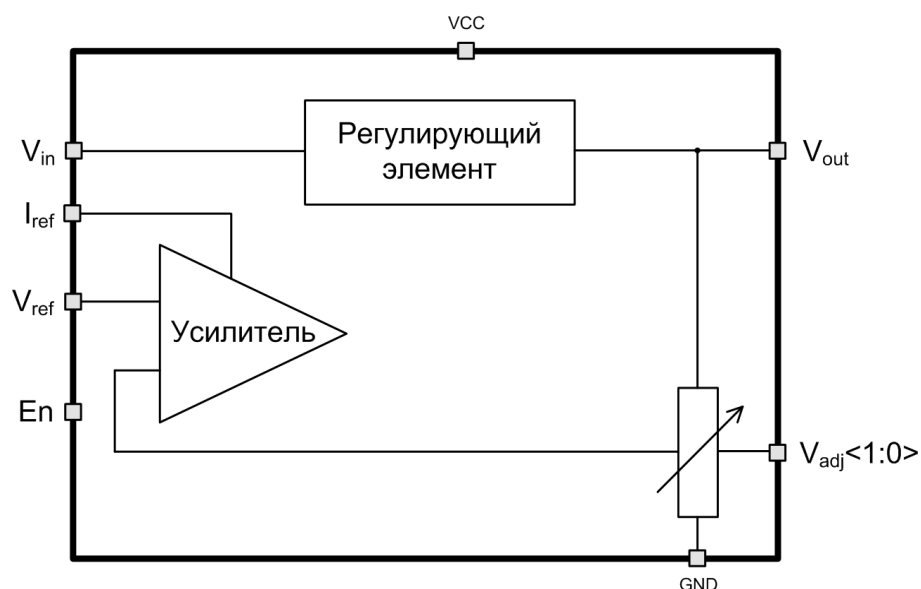 VCC
Регулирующий
элемент
Vin
Vout
Iref
Vref
Усилитель
En
Vadj<1:0>
GND